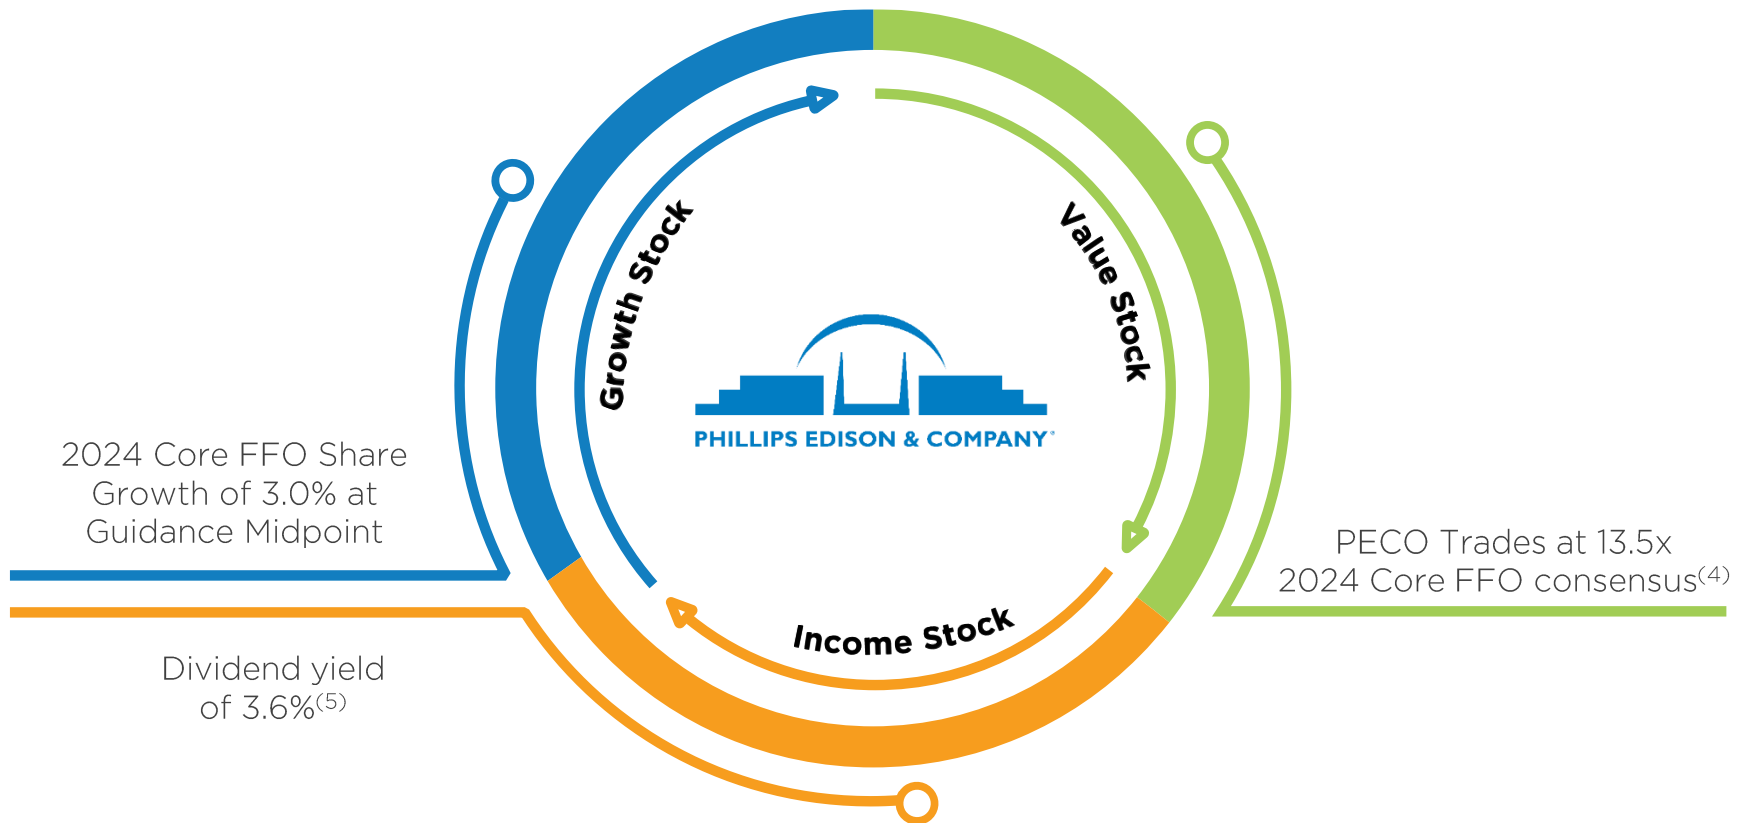 Growth Stock
Value Stock
PHILLIPS EDISON & COMPANY®
2024 Core FFO Share
Growth of 3.0% at
Guidance Midpoint
PECO Trades at 13.5x
2024 Core FFO consensus(4)
Income Stock
Dividend yield
of 3.6%(5)